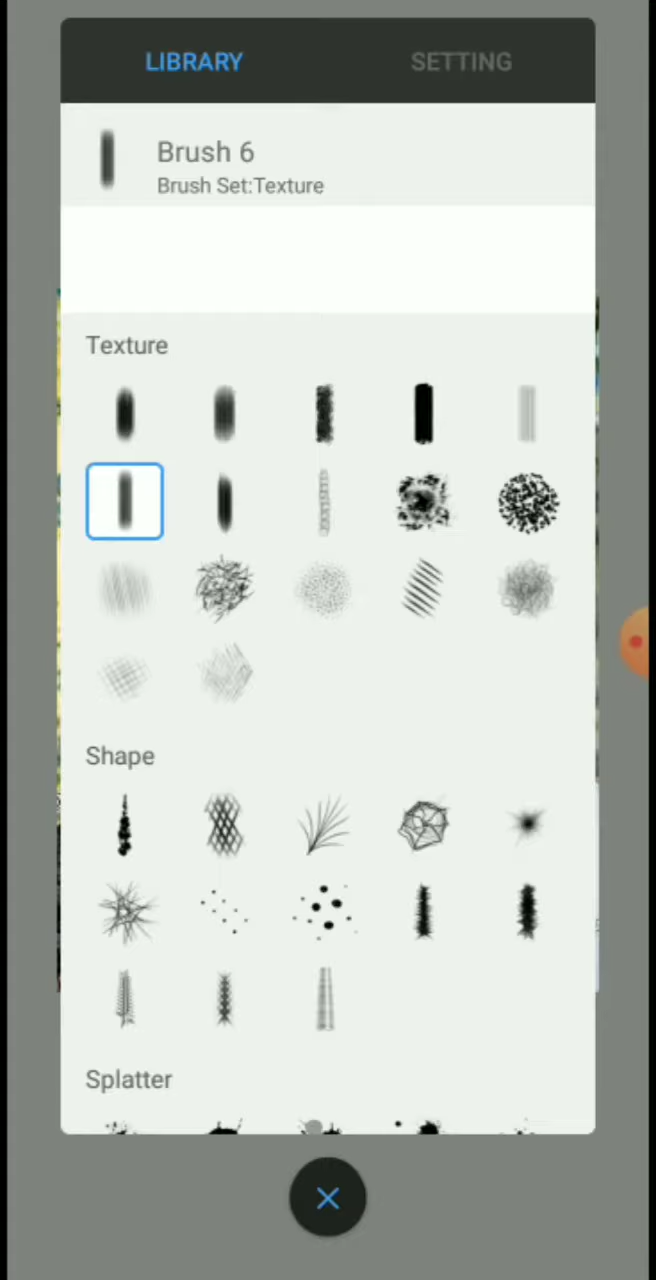 LIBRARY SETTING
Brush 6
Brush Set:Texture
Texture
Shape
Splatter